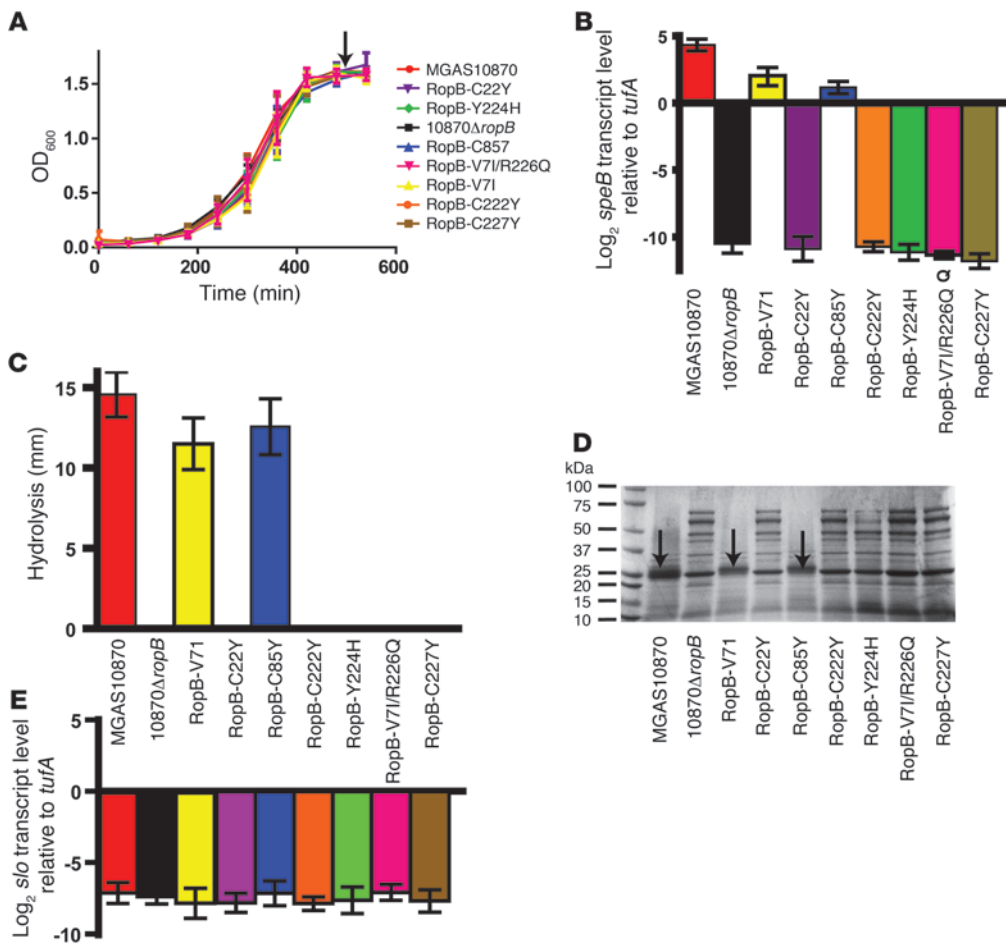 A
OD600
1.5
1.0
0.5
0.0
0
200
400
600
Time (min)
MGAS10870
RopB-C22Y
RopB-Y224H
10870ΔropB
RopB-C857
RopB-V7I/R226Q
RopB-V7I
RopB-C222Y
RopB-C227Y
B
Log2 speB transcript level
relative to tufA
5
0
-5
-10
MGAS10870
10870ΔropB
RopB-V71
RopB-C22Y
RopB-C85Y
RopB-C222Y
RopB-Y224H
RopB-V7I/R226Q Q
RopB-C227Y
C
Hydrolysis (mm)
15
10
5
0
MGAS10870
10870ΔropB
RopB-V71
RopB-C22Y
RopB-C85Y
RopB-C222Y
RopB-Y224H
RopB-V7I/R226Q
RopB-C227Y
D
kDa
100
75
50
37
25
20
15
10
MGAS10870
10870ΔropB
RopB-V71
RopB-C22Y
RopB-C85Y
RopB-C222Y
RopB-Y224H
RopB-V7I/R226Q
RopB-C227Y
E
Log2 slo transcript level
relative to tufA
5
0
-5
-10